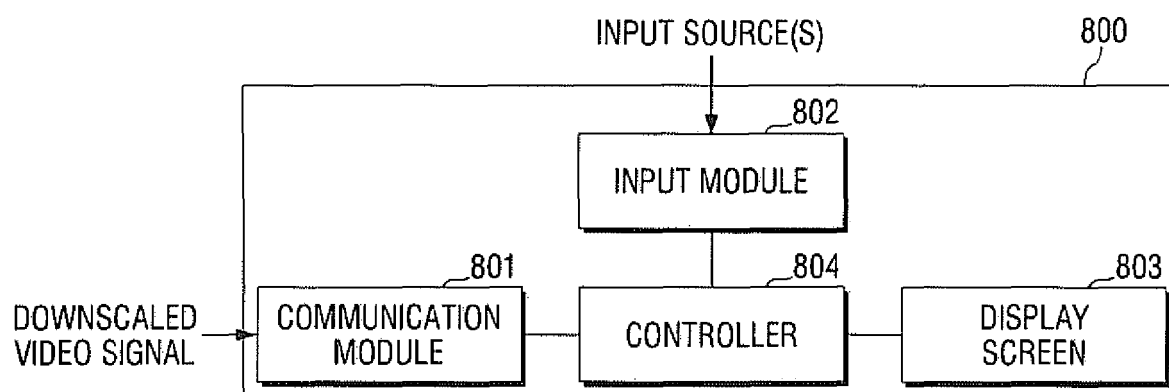 INPUT SOURCE(S)
800
802
INPUT MODULE
801
804
803
DOWNSCALED
VIDEO SIGNAL
COMMUNICATION
MODULE
CONTROLLER
DISPLAY
SCREEN